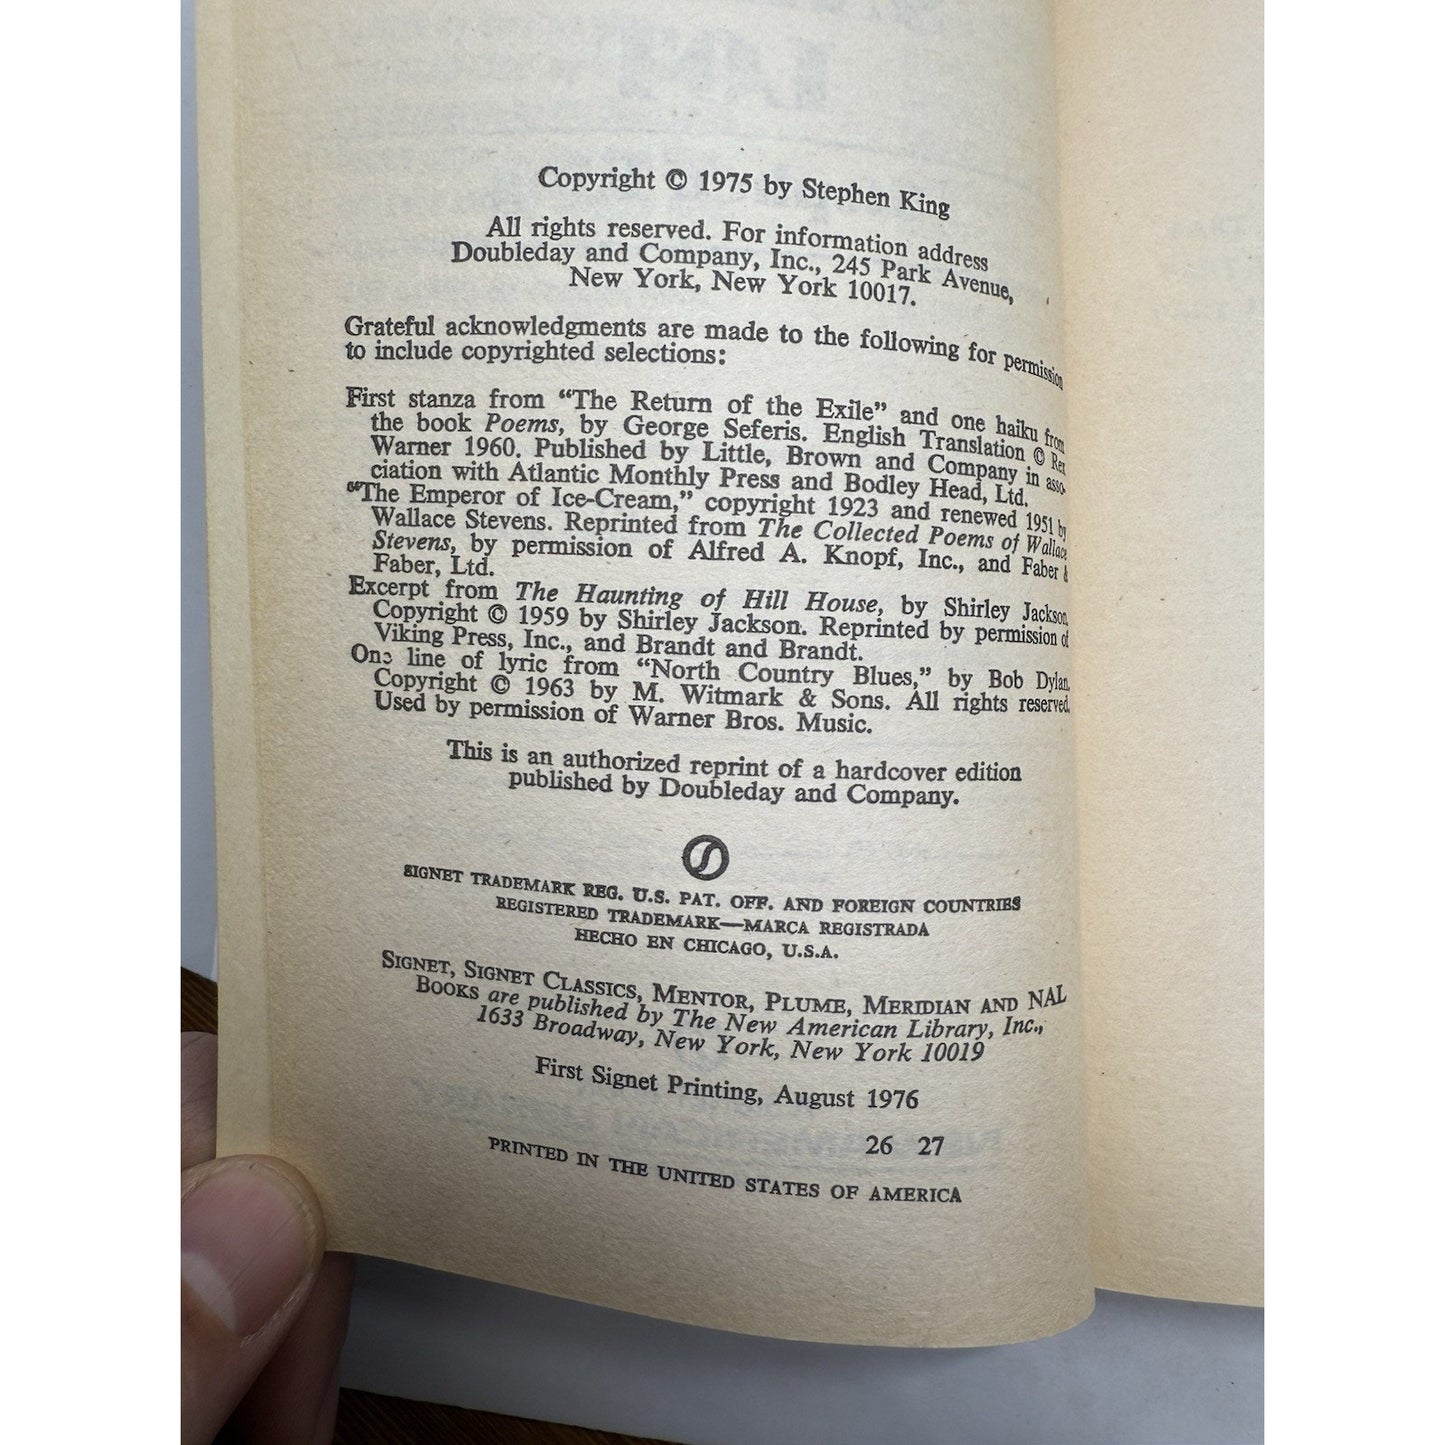 Copyright © 1975 by Stephen King
All rights reserved. For information address
Doubleday and Company, Inc., 245 Park Avenue,
New York, New York 10017.
Grateful acknowledgments are made to the following for permission
to include copyrighted selections:
First stanza from “The Return of the Exile” and one haiku from
the book Poems, by George Seferis. English Translation © Rex
Warner 1960. Published by Little, Brown and Company in asso-
ciation with Atlantic Monthly Press and Bodley Head, Ltd.
“The Emperor of Ice-Cream,” copyright 1923 and renewed 1951 by
Wallace Stevens. Reprinted from The Collected Poems of Wallace
Stevens, by permission of Alfred A. Knopf, Inc., and Faber &
Faber, Ltd.
Excerpt from The Haunting of Hill House, by Shirley Jackson,
Copyright © 1959 by Shirley Jackson. Reprinted by permission of
Viking Press, Inc., and Brandt and Brandt.
One line of lyric from “North Country Blues,” by Bob Dylan.
Copyright © 1963 by M. Witmark & Sons. All rights reserved.
Used by permission of Warner Bros. Music.
This is an authorized reprint of a hardcover edition
published by Doubleday and Company.
SIGNET TRADEMARK REG. U.S. PAT. OFF. AND FOREIGN COUNTRIES
REGISTERED TRADEMARK—MARCA REGISTRADA
HECHO EN CHICAGO, U.S.A.
SIGNET, SIGNET CLASSICS, MENTOR, PLUME, MERIDIAN AND NAL
BOOKS are published by The New American Library, Inc.,
1633 Broadway, New York, New York 10019
First Signet Printing, August 1976
26 27
PRINTED IN THE UNITED STATES OF AMERICA